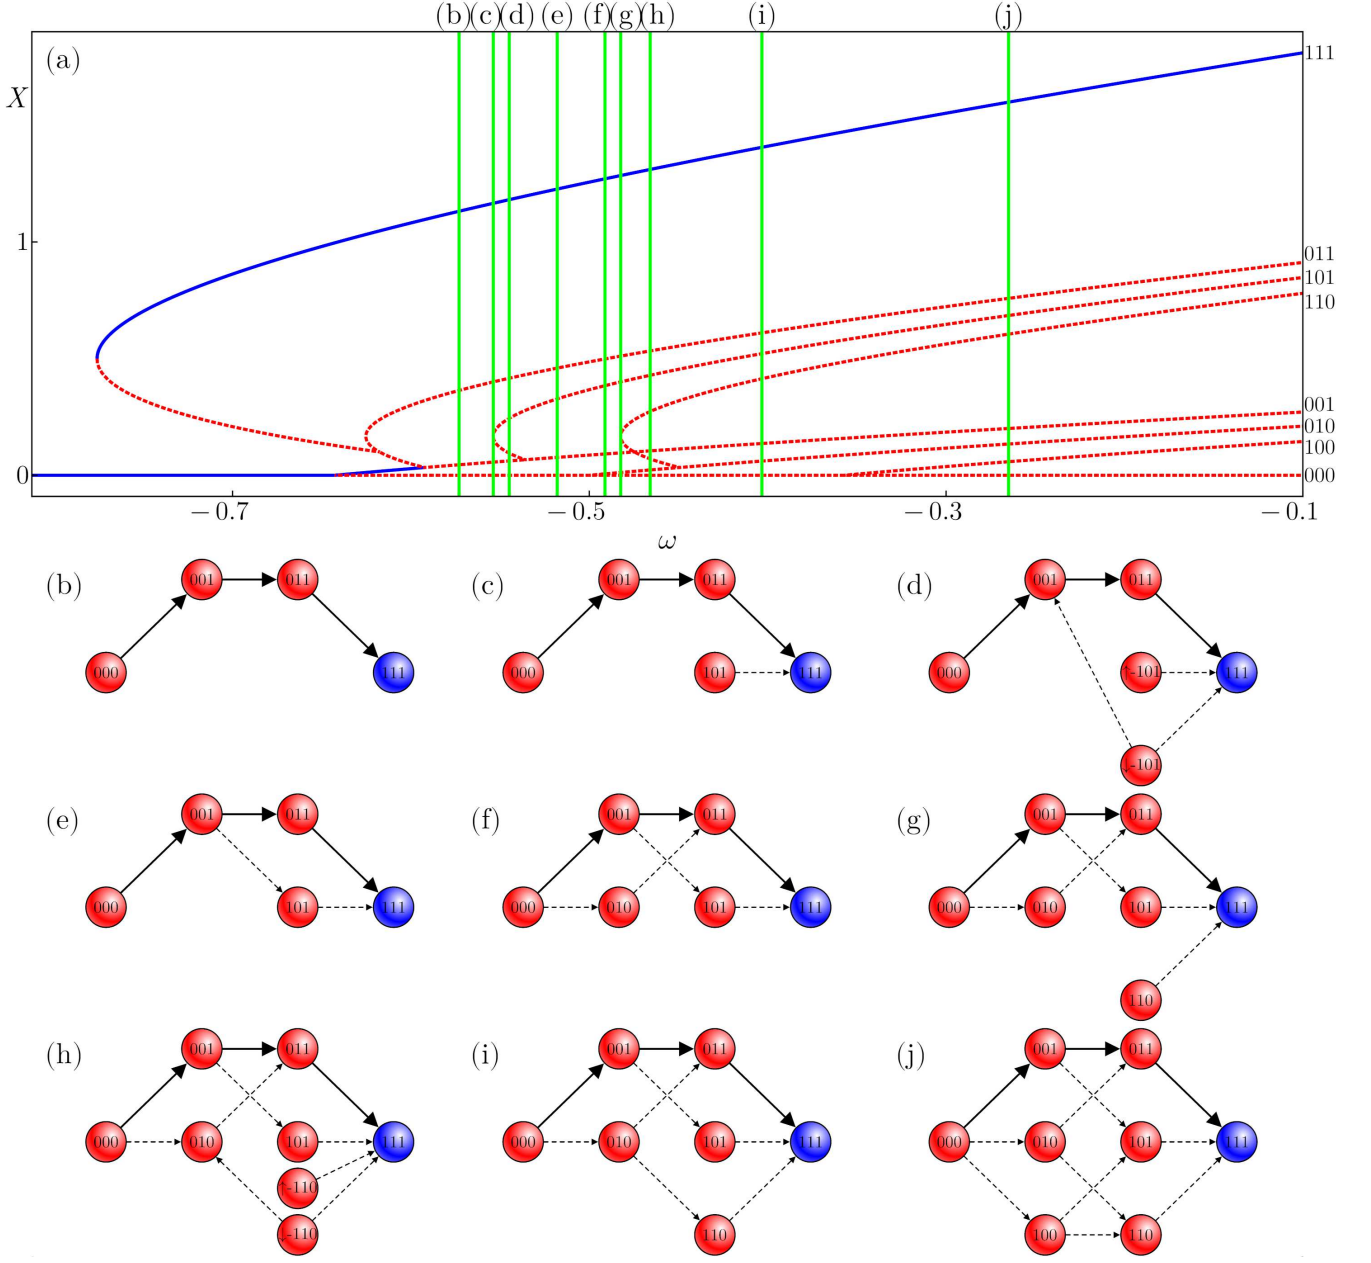 (b) (c) (d) (e) (f) (g) (h) (i) (j)
(a)
X
1
0
111
011
101
110
001
010
100
000
−0.7 −0.5 −0.3 −0.1
ω
(b)
001 011
000 111
(c)
001 011
000 101 111
(d)
001 011
000 ↑-101 111
↓-101
(e)
001 011
000 101 111
(f)
001 011
000 010 101 111
(g)
001 011
000 010 101 111
110
(h)
001 011
000 010 101 111
↑-110
↓-110
(i)
001 011
000 010 101 111
110
(j)
001 011
000 010 101 111
100 110